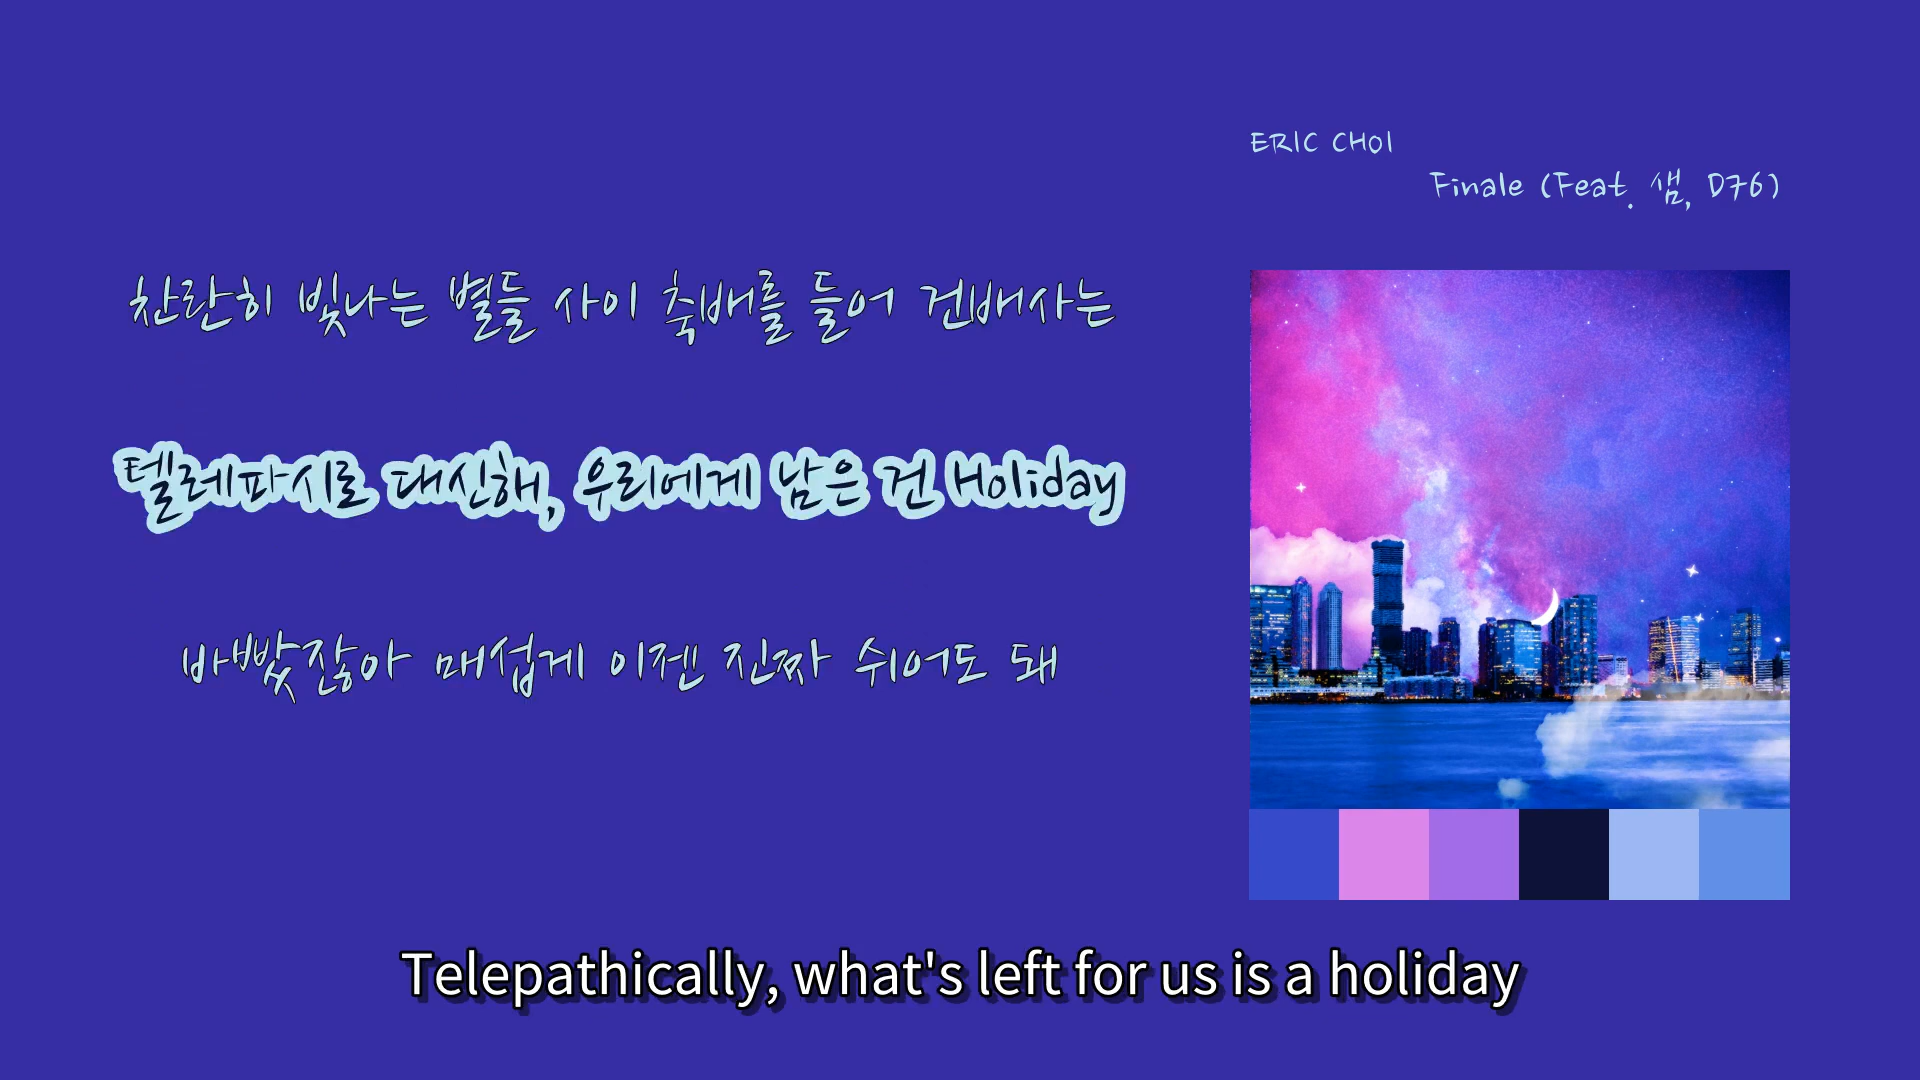 ERIC CHOI
Finale (Feat. 샘, D76)
찬란히 빛나는 별들 사이 축배를 들어 건배사는
텔레파시로 대신해, 우리에게 남은 건 Holiday
바빴잖아 매섭게 이젠 진짜 쉬어도 돼
Telepathically, what's left for us is a holiday